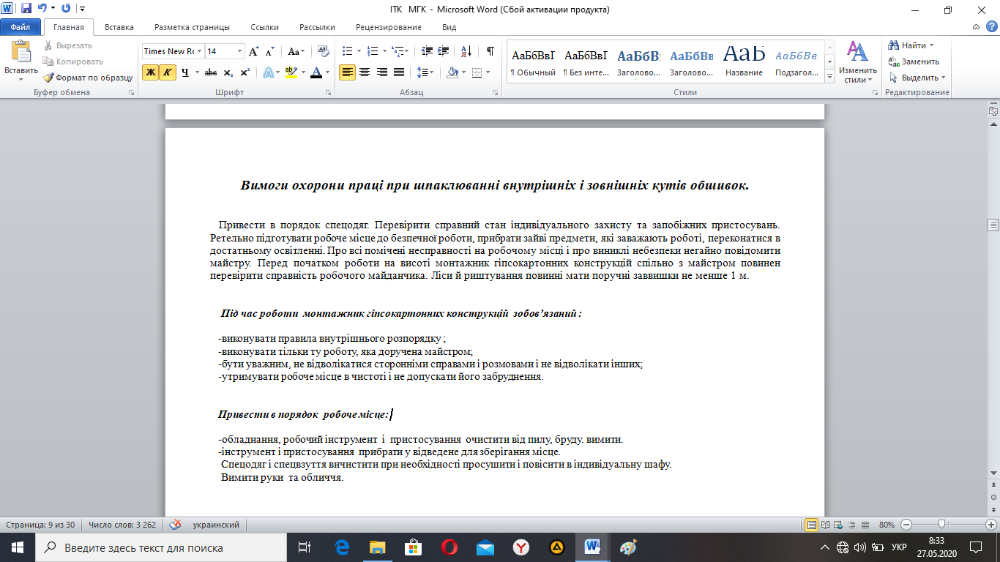 ІТК МГК - Microsoft Word (Сбой активации продукта)
Файл Главная Вставка Разметка страницы Ссылки Рассылки Рецензирование Вид
Вставить
Вырезать
Копировать
Формат по образцу
Буфер обмена
Times New Ro 14
Ж К Ч abc x₂ x²
Шрифт
Абзац
АаБбВвІ АаБбВвІ АаБбВ АаБбВв АаБ АаБбВв.
¶ Обычный ¶ Без инте... Заголово... Заголово... Название Подзагол...
Стили
Изменить стили
Найти
Заменить
Выделить
Редактирование
Вимоги охорони праці при шпаклюванні внутрішніх і зовнішніх кутів обшивок.
Привести в порядок спецодяг. Перевірити справний стан індивідуального захисту та запобіжних пристосувань.
Ретельно підготувати робоче місце до безпечної роботи, прибрати зайві предмети, які заважають роботі, переконатися в
достатньому освітленні. Про всі помічені несправності на робочому місці і про виниклі небезпеки негайно повідомити
майстру. Перед початком роботи на висоті монтажник гіпсокартонних конструкцій спільно з майстром повинен
перевірити справність робочого майданчика. Ліси й риштування повинні мати поручні заввишки не менше 1 м.
Під час роботи монтажник гіпсокартонних конструкцій зобов’язаний :
-виконувати правила внутрішнього розпорядку ;
-виконувати тільки ту роботу, яка доручена майстром;
-бути уважним, не відволікатися сторонніми справами і розмовами і не відволікати інших;
-утримувати робоче місце в чистоті і не допускати його забруднення.
Привести в порядок робоче місце:
-обладнання, робочий інструмент і пристосування очистити від пилу, бруду. вимити.
-інструмент і пристосування прибрати у відведене для зберігання місце.
Спецодяг і спецвзуття вичистити при необхідності просушити і повісити в індивідуальну шафу.
Вимити руки та обличчя.
Страница: 9 из 30 Число слов: 3 262 украинский 80%
Введите здесь текст для поиска
УКР
8:33
27.05.2020